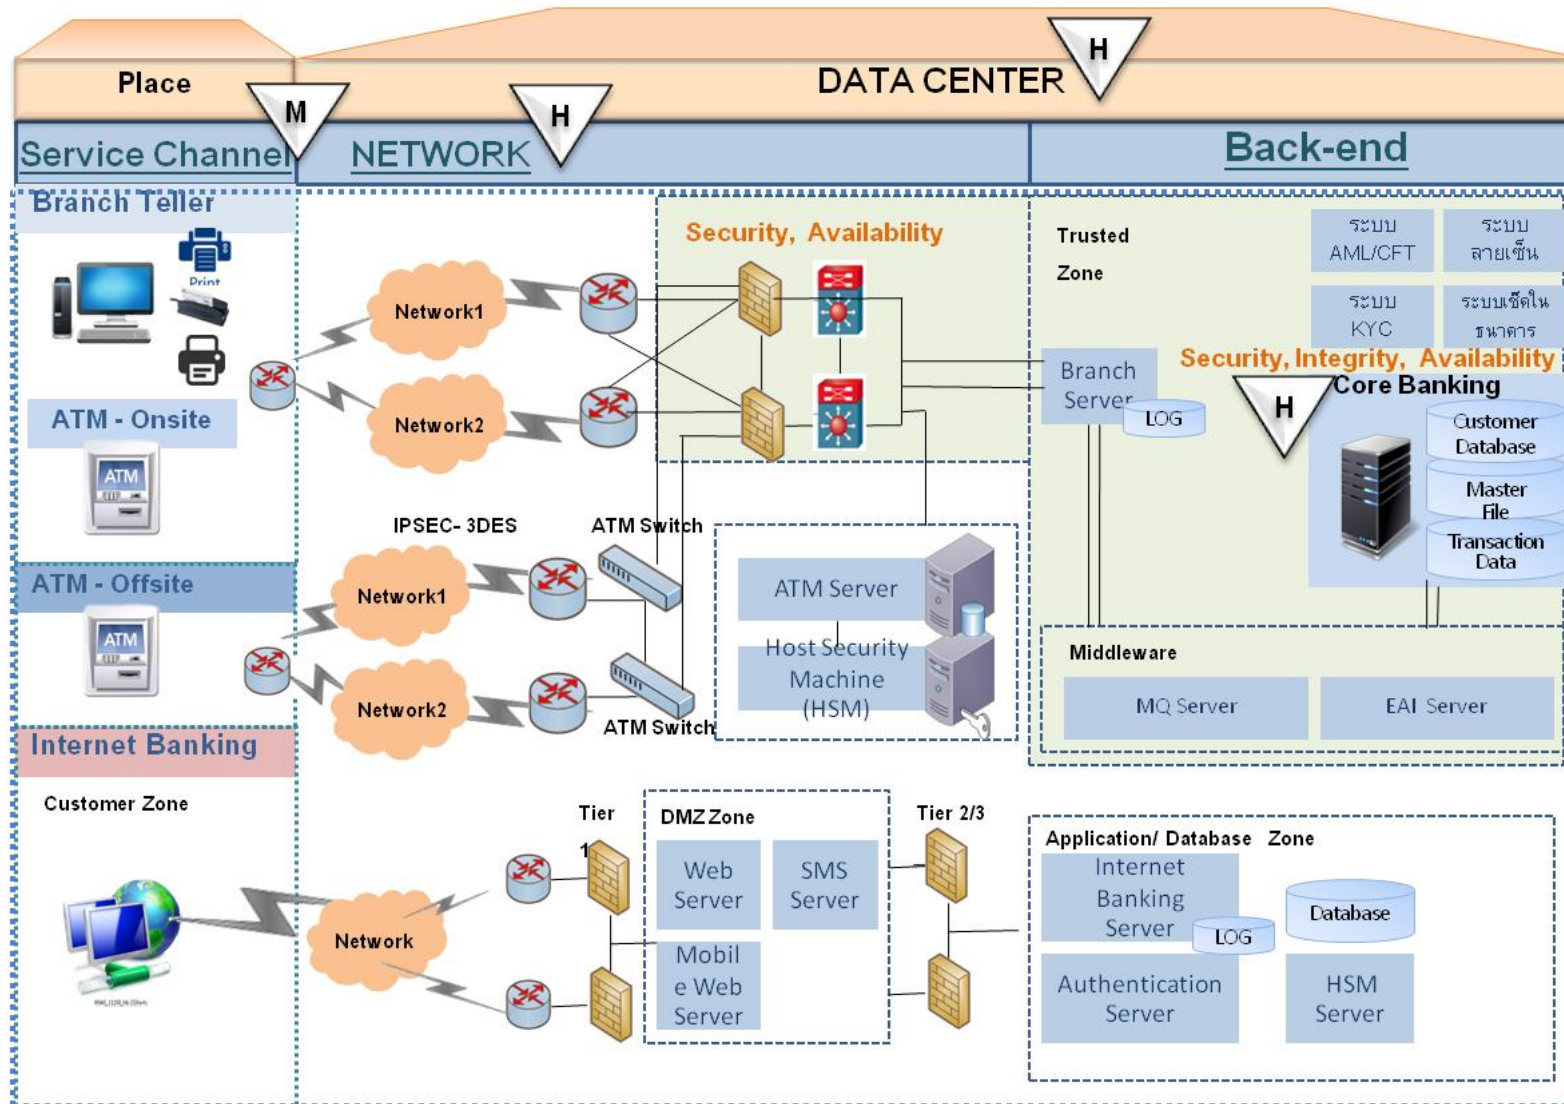 H
Place
DATA CENTER
M
H
Service Channel
NETWORK
Back-end
Branch Teller
Print
Security, Availability
Trusted
Zone
ระบบ
AML/CFT
ระบบ
ลายเซ็น
ระบบ
KYC
ระบบเช็คใน
ธนาคาร
Network1
Network2
Security, Integrity, Availability
Branch
Server
LOG
H
Core Banking
Customer
Database
Master
File
Transaction
Data
ATM - Onsite
ATM
IPSEC- 3DES
ATM Switch
ATM - Offsite
ATM
Network1
Network2
ATM Switch
ATM Server
Host Security
Machine
(HSM)
Middleware
MQ Server
EAI Server
Internet Banking
Customer Zone
Network
Tier
1
DMZ Zone
Web
Server
SMS
Server
Mobil
e Web
Server
Tier 2/3
Application/ Database Zone
Internet
Banking
Server
LOG
Database
Authentication
Server
HSM
Server